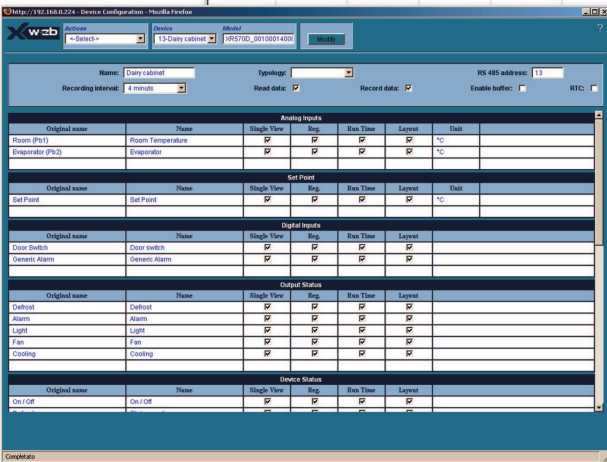 http://192.168.0.224 - Device Configuration - Mozilla Firefox
Xweb
Actions Device Model
<-Select-> 13-Dairy cabinet XR570D_0010001400 Modify
Name: Dairy cabinet Typology: RS 485 address: 13
Recording interval: 4 minuts Read data: Record data: Enable buffer: RTC:
Analog Inputs
Original name Name Single View Reg. Run Time Layout Unit
Room (Pb1) Room Temperature °C
Evaporator (Pb2) Evaporator °C
Set Point
Original name Name Single View Reg. Run Time Layout Unit
Set Point Set Point °C
Digital Inputs
Original name Name Single View Reg. Run Time Layout
Door Switch Door switch
Generic Alarm Generic Alarm
Output Status
Original name Name Single View Reg. Run Time Layout
Defrost Defrost
Alarm Alarm
Light Light
Fan Fan
Cooling Cooling
Device Status
Original name Name Single View Reg. Run Time Layout
On / Off On / Off
Completato